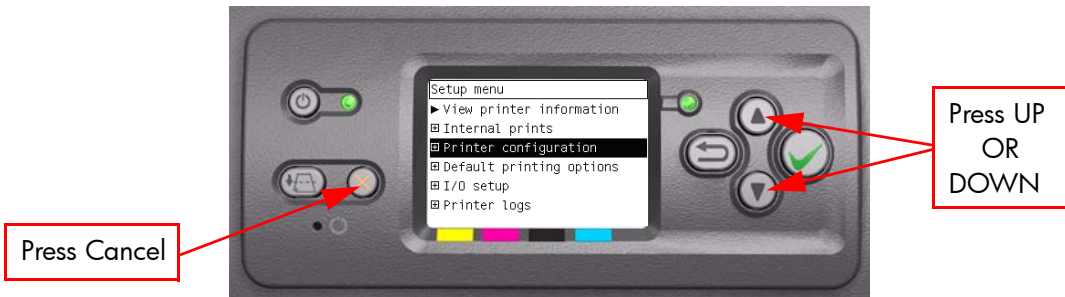 Setup menu
View printer information
Internal prints
Printer configuration
Default printing options
I/O setup
Printer logs
Press UP
OR
DOWN
Press Cancel